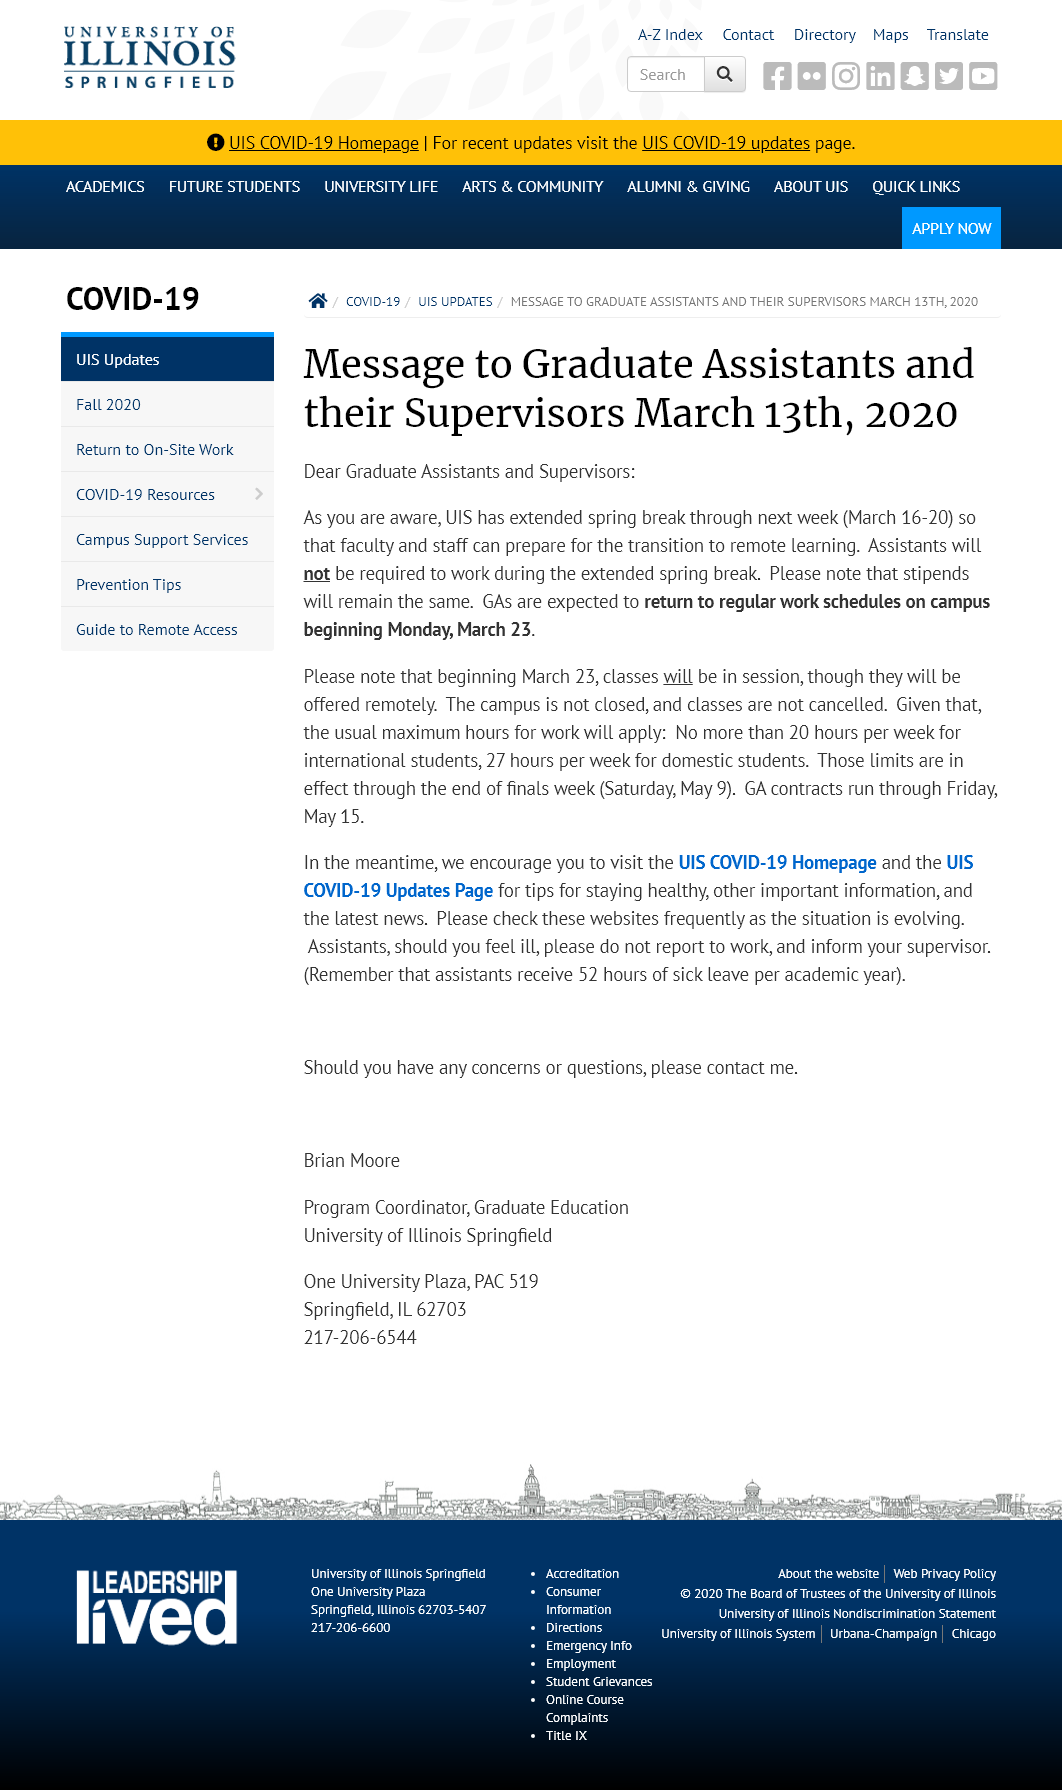 UNIVERSITY OF
ILLINOIS
SPRINGFIELD
A-Z Index Contact Directory Maps Translate
Search
UIS COVID-19 Homepage | For recent updates visit the UIS COVID-19 updates page.
ACADEMICS FUTURE STUDENTS UNIVERSITY LIFE ARTS & COMMUNITY ALUMNI & GIVING ABOUT UIS QUICK LINKS
APPLY NOW
COVID-19
UIS Updates
Fall 2020
Return to On-Site Work
COVID-19 Resources
Campus Support Services
Prevention Tips
Guide to Remote Access
/ COVID-19 / UIS UPDATES / MESSAGE TO GRADUATE ASSISTANTS AND THEIR SUPERVISORS MARCH 13TH, 2020
Message to Graduate Assistants and
their Supervisors March 13th, 2020
Dear Graduate Assistants and Supervisors:
As you are aware, UIS has extended spring break through next week (March 16-20) so
that faculty and staff can prepare for the transition to remote learning.  Assistants will
not be required to work during the extended spring break.  Please note that stipends
will remain the same.  GAs are expected to return to regular work schedules on campus
beginning Monday, March 23.
Please note that beginning March 23, classes will be in session, though they will be
offered remotely.  The campus is not closed, and classes are not cancelled.  Given that,
the usual maximum hours for work will apply:  No more than 20 hours per week for
international students, 27 hours per week for domestic students.  Those limits are in
effect through the end of finals week (Saturday, May 9).  GA contracts run through Friday,
May 15.
In the meantime, we encourage you to visit the UIS COVID-19 Homepage and the UIS
COVID-19 Updates Page for tips for staying healthy, other important information, and
the latest news.  Please check these websites frequently as the situation is evolving.
Assistants, should you feel ill, please do not report to work, and inform your supervisor.
(Remember that assistants receive 52 hours of sick leave per academic year).
Should you have any concerns or questions, please contact me.
Brian Moore
Program Coordinator, Graduate Education
University of Illinois Springfield
One University Plaza, PAC 519
Springfield, IL 62703
217-206-6544
LEADERSHIP
lived
University of Illinois Springfield
One University Plaza
Springfield, Illinois 62703-5407
217-206-6600
Accreditation
Consumer
Information
Directions
Emergency Info
Employment
Student Grievances
Online Course
Complaints
Title IX
About the website | Web Privacy Policy
© 2020 The Board of Trustees of the University of Illinois
University of Illinois Nondiscrimination Statement
University of Illinois System | Urbana-Champaign | Chicago